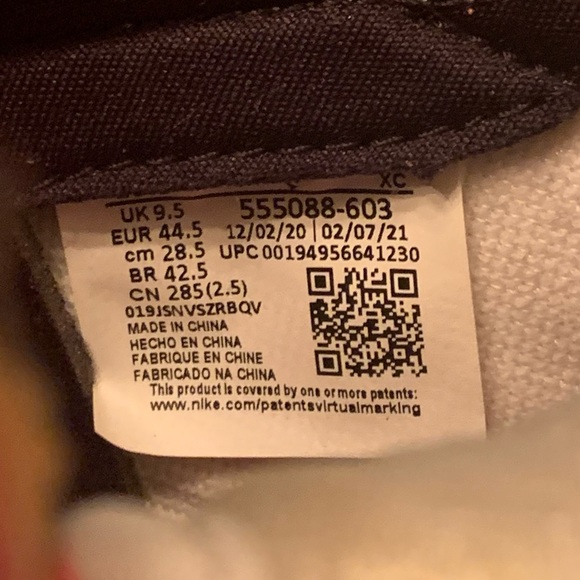 XC
UK 9.5 555088-603
EUR 44.5 12/02/20 | 02/07/21
cm 28.5 UPC 00194956641230
BR 42.5
CN 285(2.5)
019JSNVSZRBQV
MADE IN CHINA
HECHO EN CHINA
FABRIQUE EN CHINE
FABRICADO NA CHINA
This product is covered by one or more patents:
www.nike.com/patentsvirtualmarking